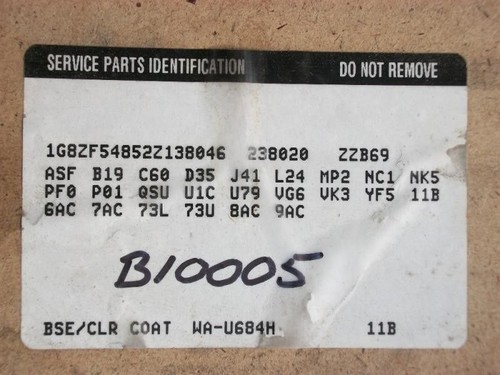 SERVICE PARTS IDENTIFICATION DO NOT REMOVE
1G8ZF54852Z138046 238020 ZZB69
ASF B19 C60 D35 J41 L24 MP2 NC1 NK5
PF0 P01 QSU U1C U79 VG6 VK3 YF5 11B
6AC 7AC 73L 73U 8AC 9AC
B10005
BSE/CLR COAT WA-U684H 11B